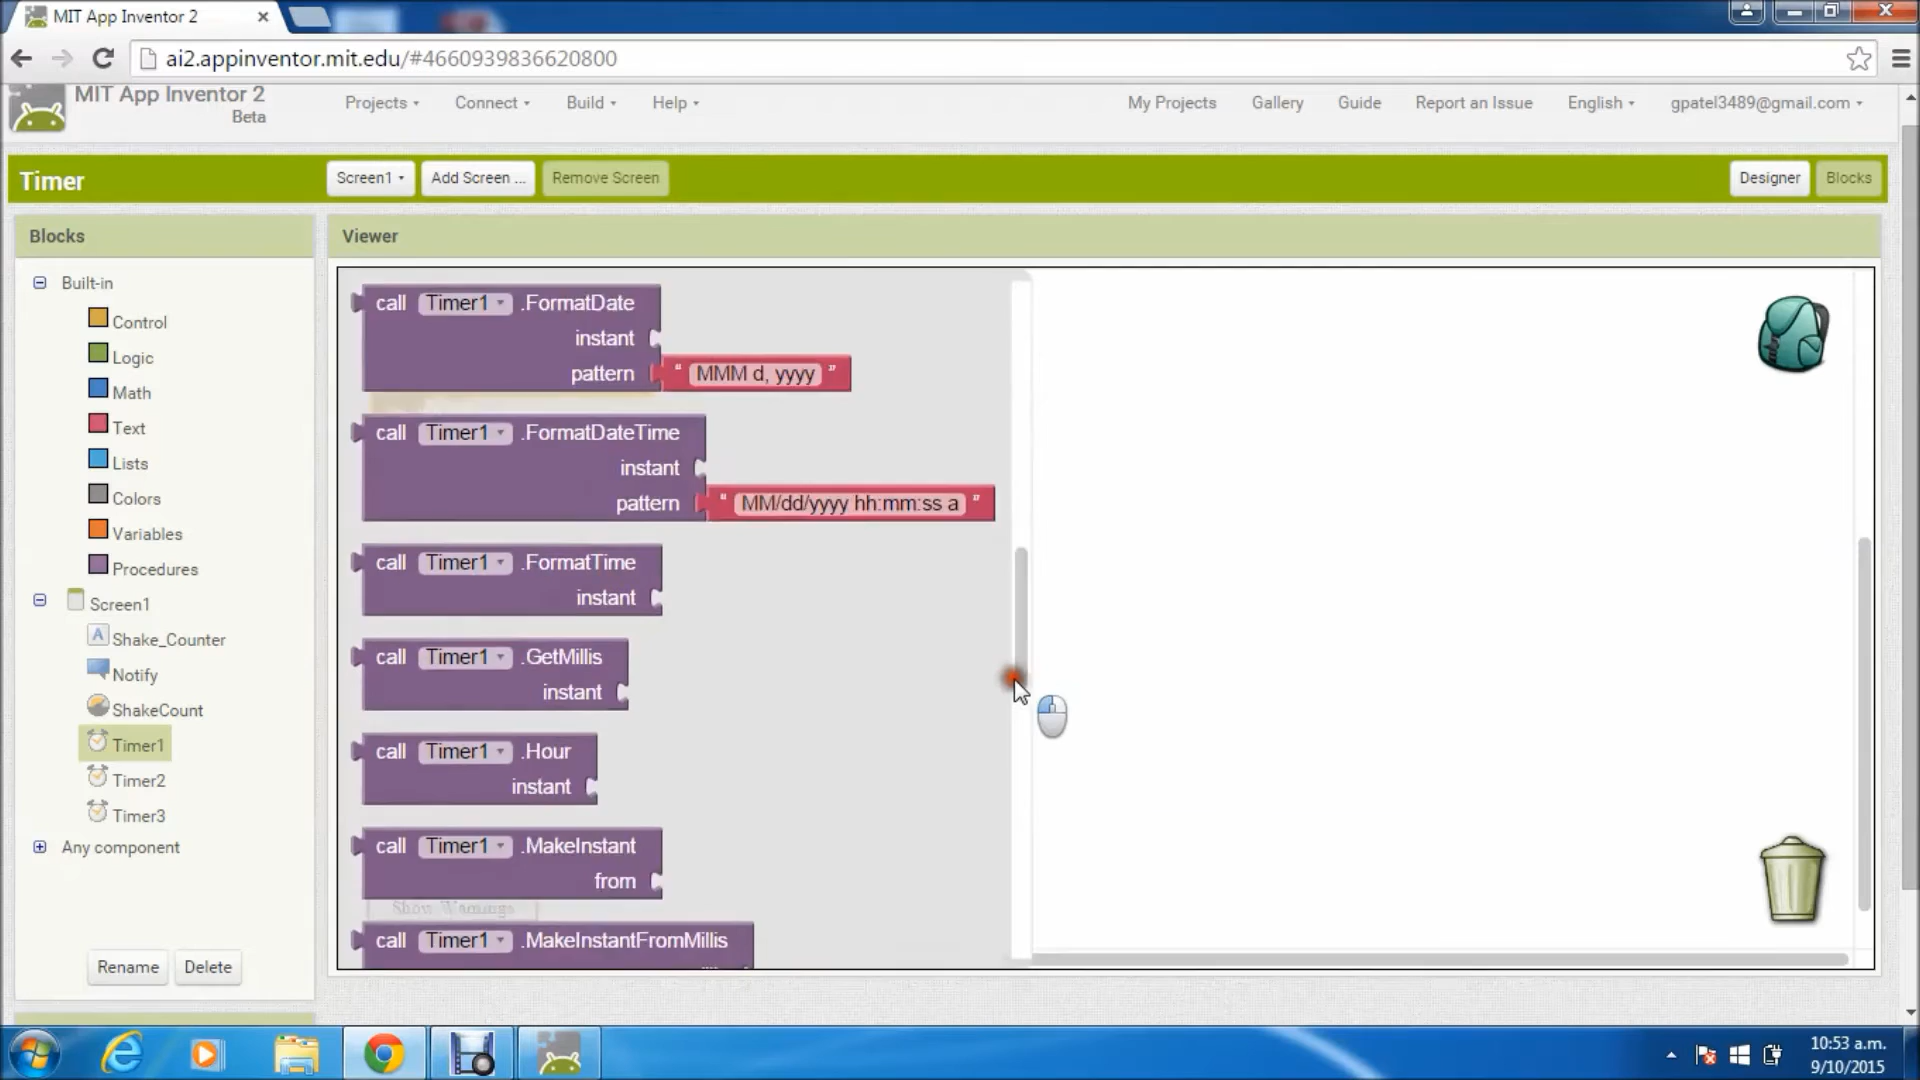 MIT App Inventor 2
ai2.appinventor.mit.edu/#4660939836620800
MIT App Inventor 2
Beta
Projects
Connect
Build
Help
My Projects
Gallery
Guide
Report an Issue
English
gpatel3489@gmail.com
Timer
Screen1
Add Screen ...
Remove Screen
Designer
Blocks
Blocks
Built-in
Control
Logic
Math
Text
Lists
Colors
Variables
Procedures
Screen1
A Shake_Counter
Notify
ShakeCount
Timer1
Timer2
Timer3
Any component
Rename
Delete
Viewer
call Timer1 .FormatDate
instant
pattern " MMM d, yyyy "
call Timer1 .FormatDateTime
instant
pattern " MM/dd/yyyy hh:mm:ss a "
call Timer1 .FormatTime
instant
call Timer1 .GetMillis
instant
call Timer1 .Hour
instant
call Timer1 .MakeInstant
from
Show Warnings
call Timer1 .MakeInstantFromMillis
10:53 a.m.
9/10/2015